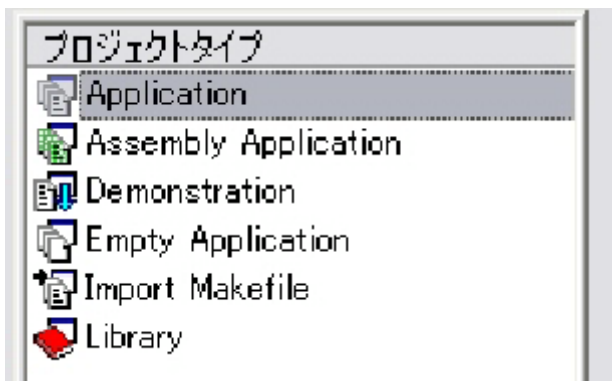 プロジェクトタイプ
Application
Assembly Application
Demonstration
Empty Application
Import Makefile
Library